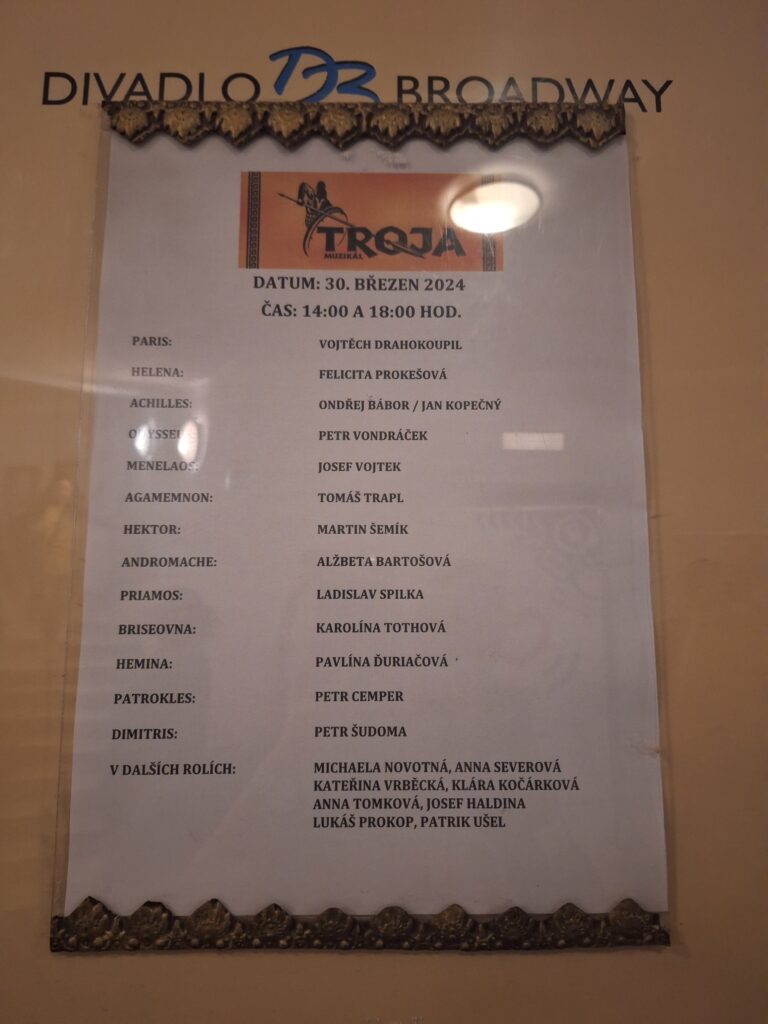 DIVADLO DB BROADWAY
TROJA
MUZIKÁL
DATUM: 30. BŘEZEN 2024
ČAS: 14:00 A 18:00 HOD.
PARIS: VOJTĚCH DRAHOKOUPIL
HELENA: FELICITA PROKEŠOVÁ
ACHILLES: ONDŘEJ BÁBOR / JAN KOPEČNÝ
ODYSSEUS: PETR VONDRÁČEK
MENELAOS: JOSEF VOJTEK
AGAMEMNON: TOMÁŠ TRAPL
HEKTOR: MARTIN ŠEMÍK
ANDROMACHE: ALŽBETA BARTOŠOVÁ
PRIAMOS: LADISLAV SPILKA
BRISEOVNA: KAROLÍNA TOTHOVÁ
HEMINA: PAVLÍNA ĎURIAČOVÁ
PATROKLES: PETR CEMPER
DIMITRIS: PETR ŠUDOMA
V DALŠÍCH ROLÍCH: MICHAELA NOVOTNÁ, ANNA SEVEROVÁ
KATEŘINA VRBĚCKÁ, KLÁRA KOČÁRKOVÁ
ANNA TOMKOVÁ, JOSEF HALDINA
LUKÁŠ PROKOP, PATRIK UŠEL